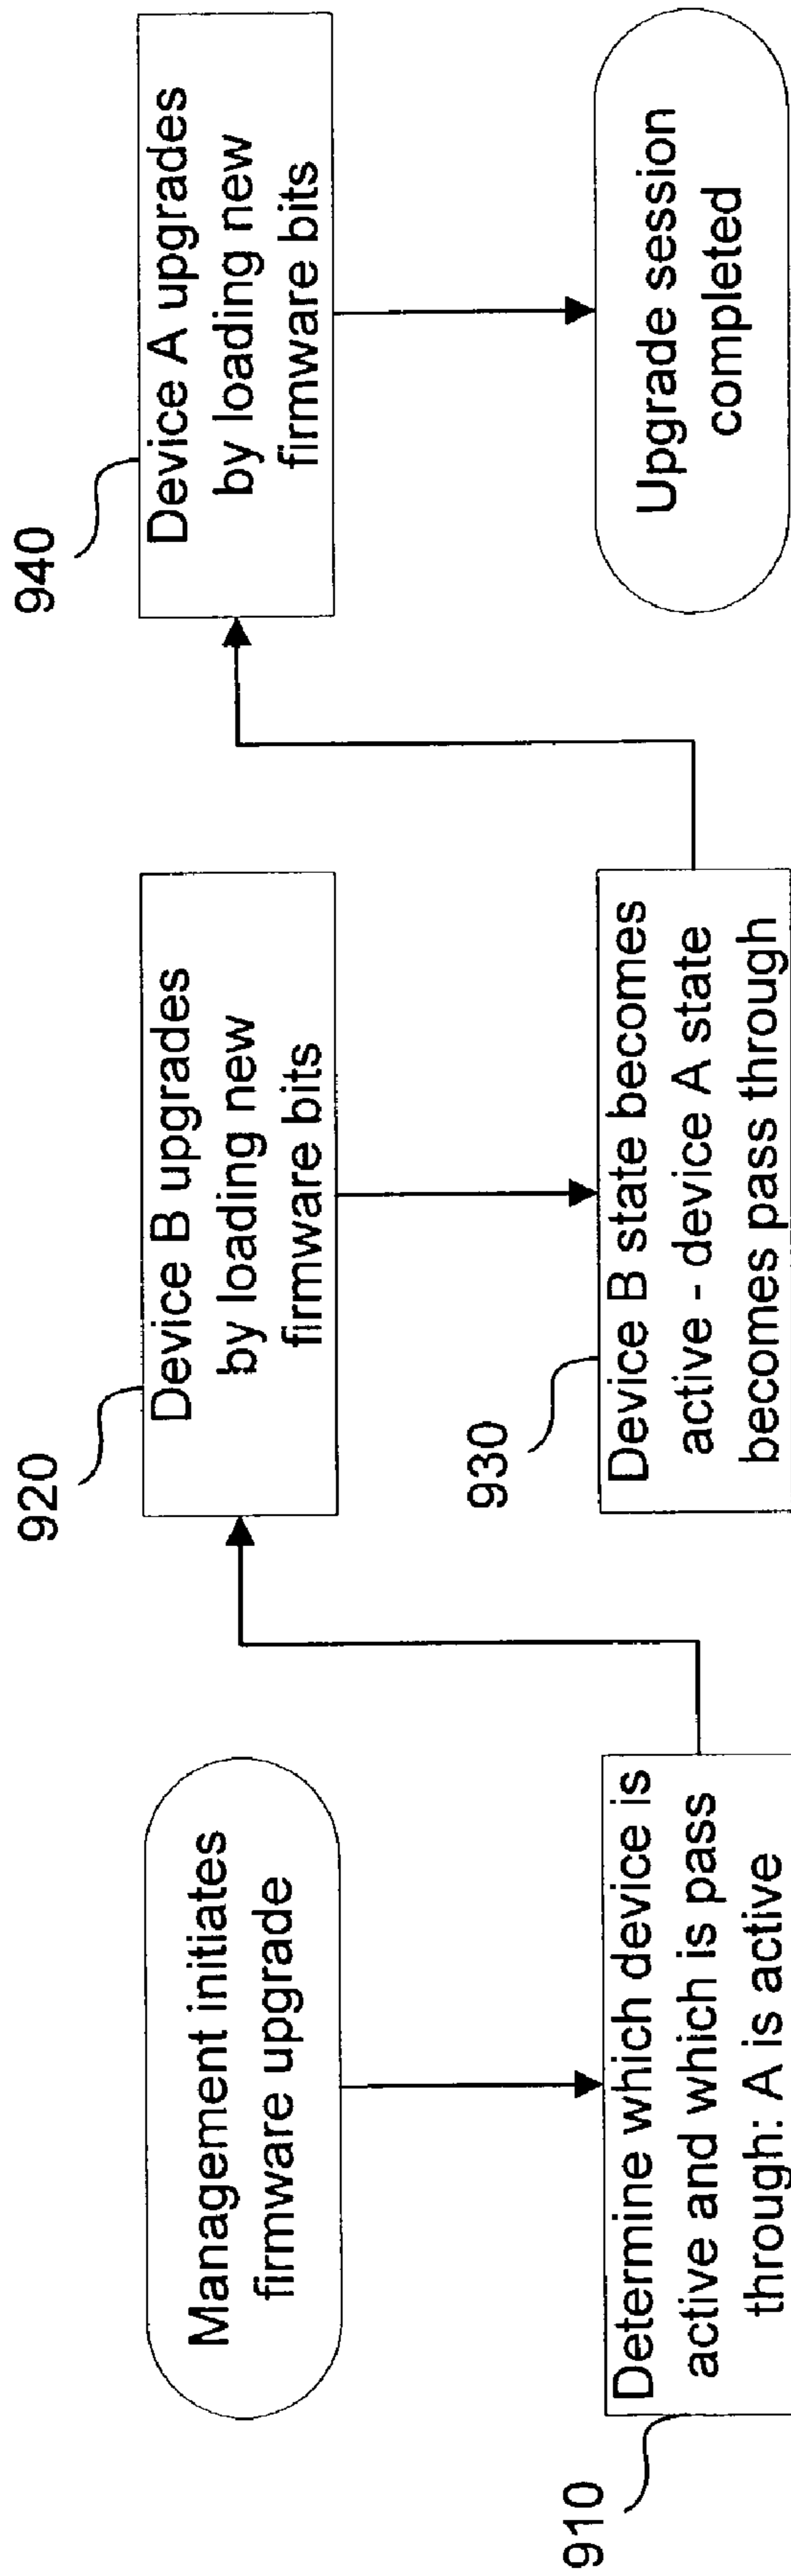 Management initiates
firmware upgrade
910
Determine which device is
active and which is pass
through: A is active
920
Device B upgrades
by loading new
firmware bits
930
Device B state becomes
active - device A state
becomes pass through
940
Device A upgrades
by loading new
firmware bits
Upgrade session
completed